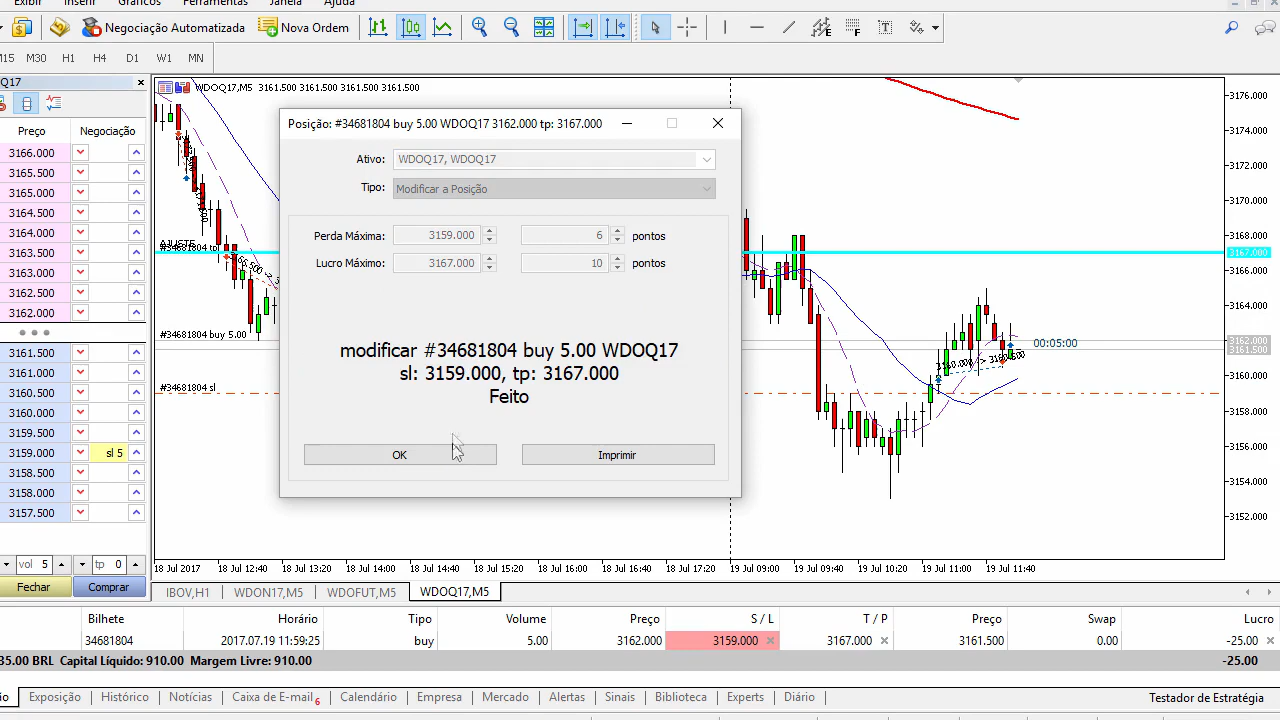 Exibir Inserir Gráficos Ferramentas Janela Ajuda
Negociação Automatizada Nova Ordem
M15 M30 H1 H4 D1 W1 MN
Q17
WDOQ17,M5 3161.500 3161.500 3161.500 3161.500
Preço Negociação
3166.000
3165.500
3165.000
3164.500
3164.000
3163.500
3163.000
3162.500
3162.000
3161.500
3161.000
3160.500
3160.000
3159.500
3159.000 sl 5
3158.500
3158.000
3157.500
vol 5 tp 0
Fechar Comprar
AJUSTE
#34681804 tp
#34681804 buy 5.00
#34681804 sl
Posição: #34681804 buy 5.00 WDOQ17 3162.000 tp: 3167.000
Ativo: WDOQ17, WDOQ17
Tipo: Modificar a Posição
Perda Máxima: 3159.000 6 pontos
Lucro Máximo: 3167.000 10 pontos
modificar #34681804 buy 5.00 WDOQ17
sl: 3159.000, tp: 3167.000
Feito
OK Imprimir
00:05:00
3176.000
3174.000
3172.000
3170.000
3168.000
3167.000
3166.000
3164.000
3162.000
3161.500
3160.000
3158.000
3156.000
3154.000
3152.000
18 Jul 2017 18 Jul 12:40 18 Jul 13:20 18 Jul 14:00 18 Jul 14:40 18 Jul 15:20 18 Jul 16:00 18 Jul 16:40 18 Jul 17:20 19 Jul 09:00 19 Jul 09:40 19 Jul 10:20 19 Jul 11:00 19 Jul 11:40
IBOV,H1 WDON17,M5 WDOFUT,M5 WDOQ17,M5
Bilhete Horário Tipo Volume Preço S / L T / P Preço Swap Lucro
34681804 2017.07.19 11:59:25 buy 5.00 3162.000 3159.000 3167.000 3161.500 0.00 -25.00
35.00 BRL Capital Líquido: 910.00 Margem Livre: 910.00 -25.00
Exposição Histórico Notícias Caixa de E-mail 6 Calendário Empresa Mercado Alertas Sinais Biblioteca Experts Diário Testador de Estratégia